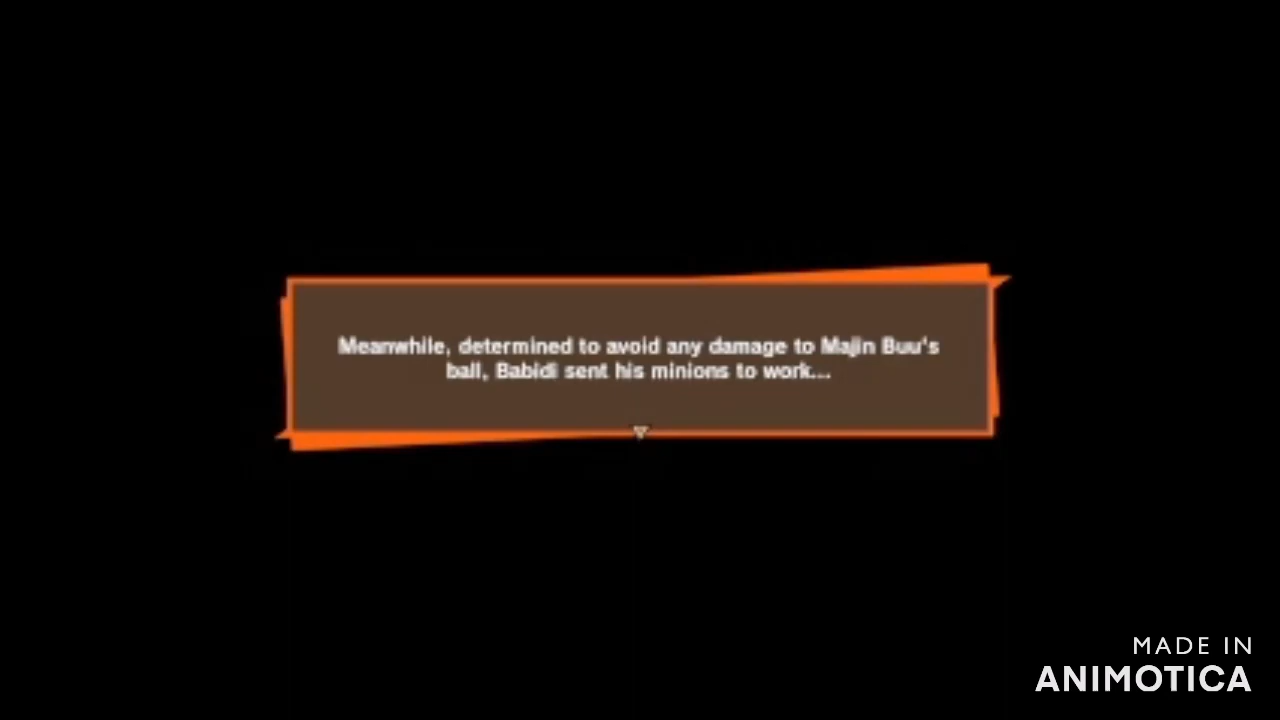 Meanwhile, determined to avoid any damage to Majin Buu's
ball, Babidi sent his minions to work...
MADE IN
ANIMOTICA